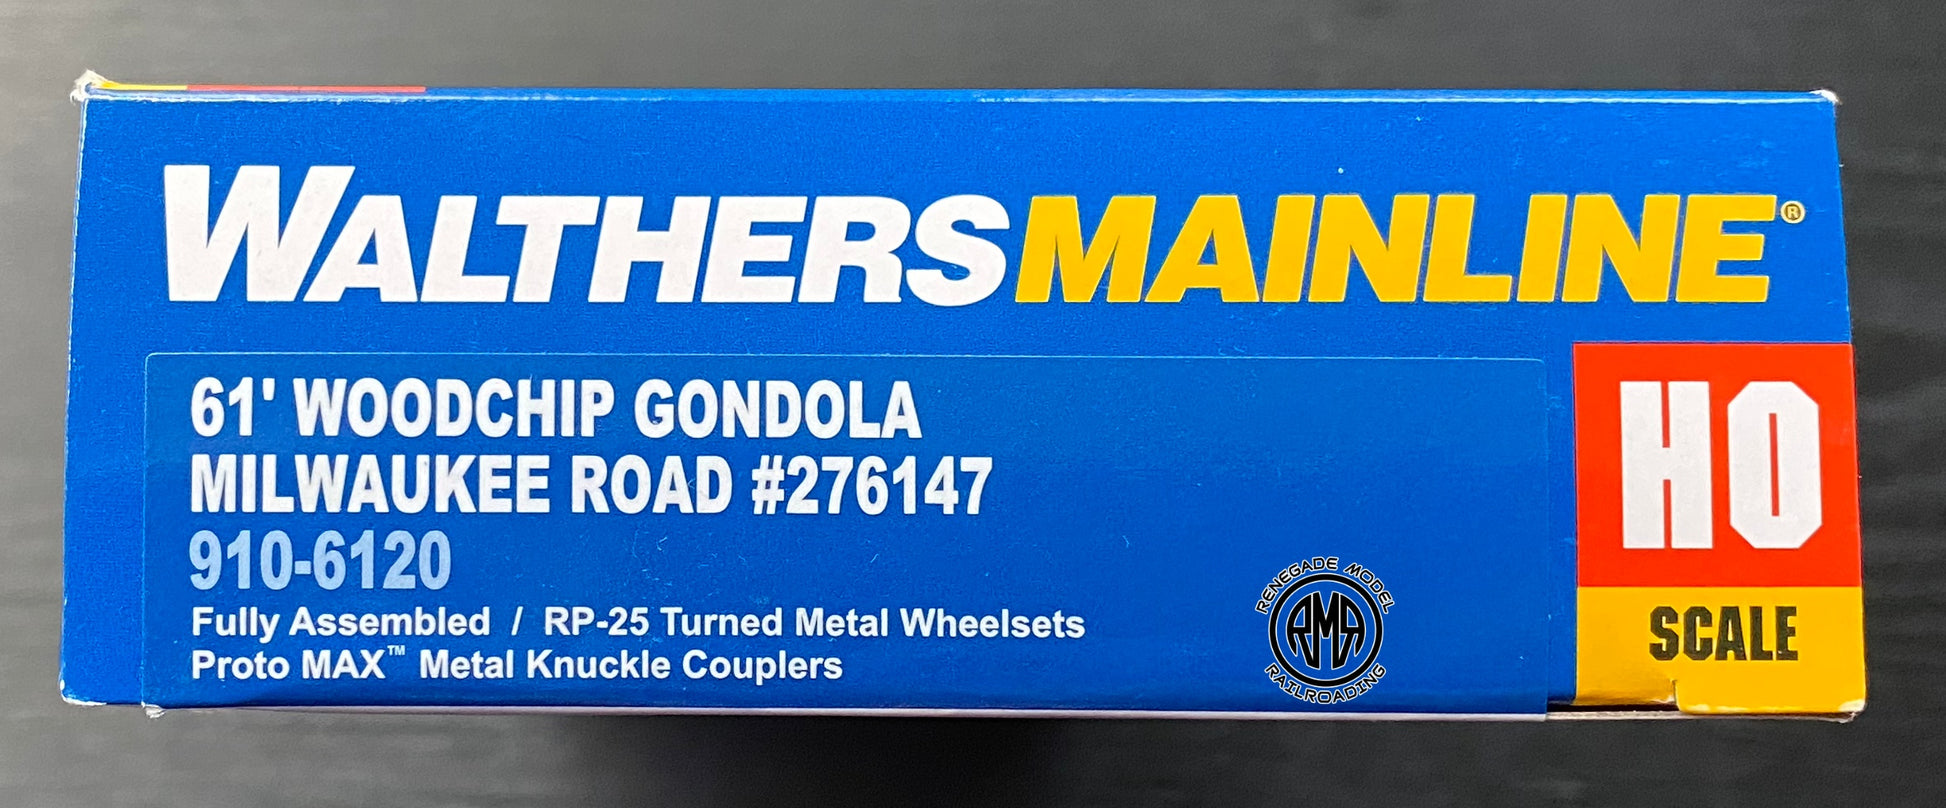 WALTHERSMAINLINE®
61' WOODCHIP GONDOLA
MILWAUKEE ROAD #276147
910-6120
Fully Assembled / RP-25 Turned Metal Wheelsets
Proto MAX™ Metal Knuckle Couplers
HO
SCALE
RENEGADE MODEL
RMR
RAILROADING